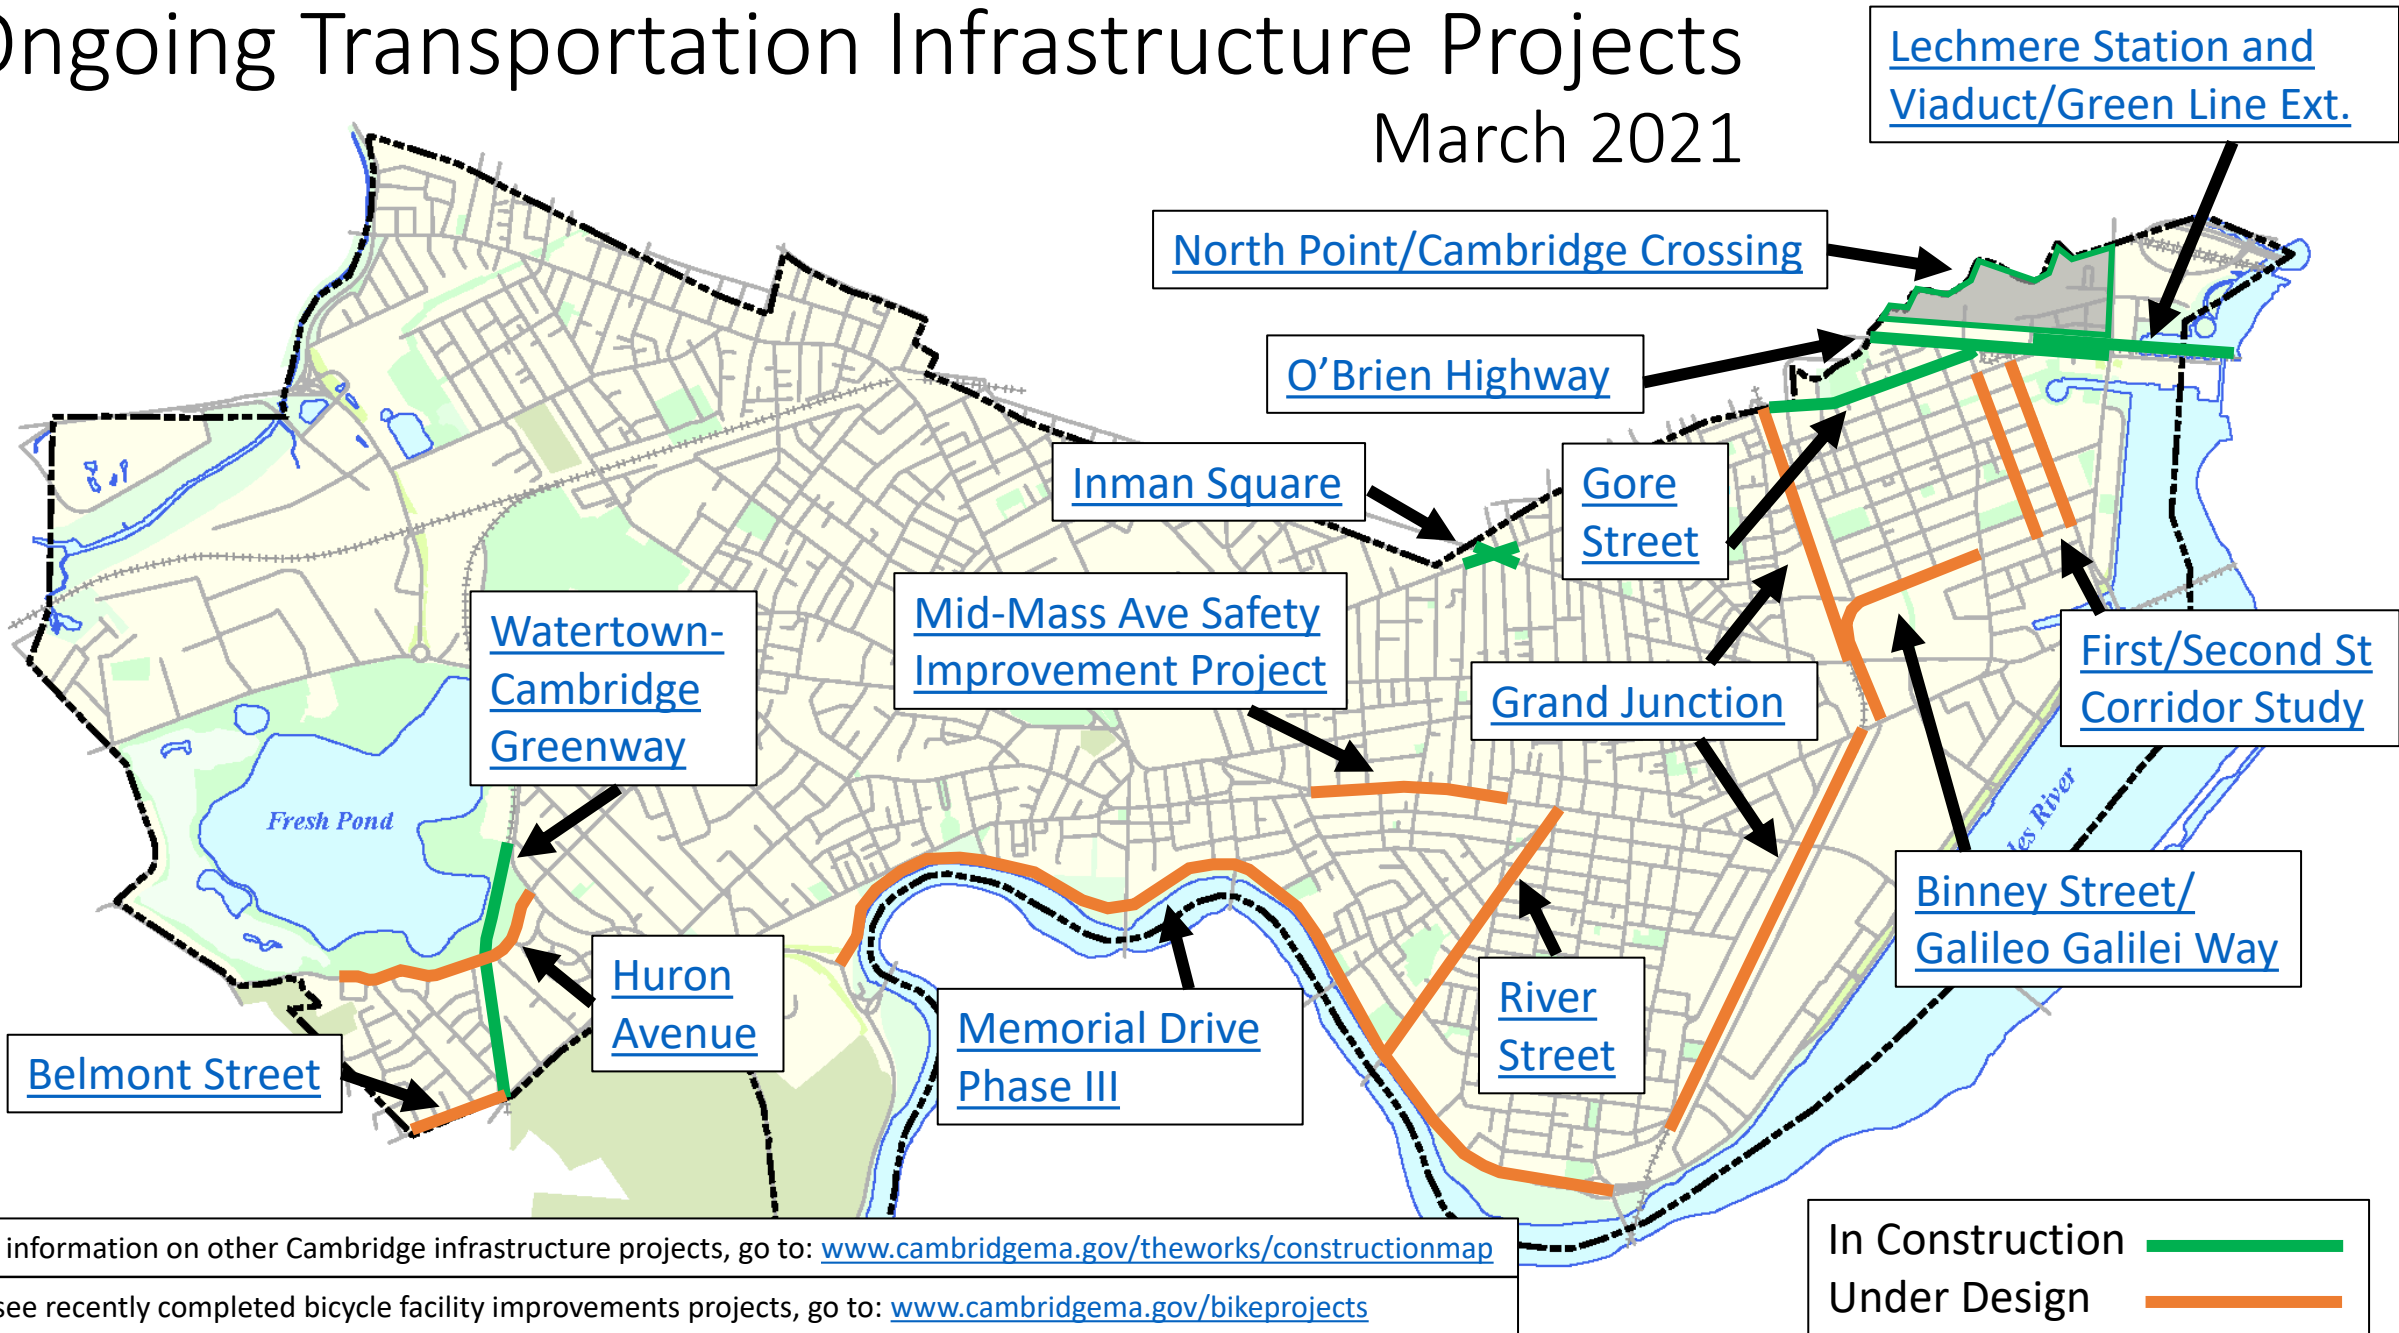 Ongoing Transportation Infrastructure Projects
March 2021
Lechmere Station and
Viaduct/Green Line Ext.
North Point/Cambridge Crossing
O'Brien Highway
Inman Square
Gore
Street
Mid-Mass Ave Safety
Improvement Project
Watertown-
Cambridge
Greenway
Grand Junction
First/Second St
Corridor Study
Fresh Pond
les River
Binney Street/
Galileo Galilei Way
Huron
Avenue
River
Street
Memorial Drive
Phase III
Belmont Street
information on other Cambridge infrastructure projects, go to: www.cambridgema.gov/theworks/constructionmap
see recently completed bicycle facility improvements projects, go to: www.cambridgema.gov/bikeprojects
In Construction
Under Design